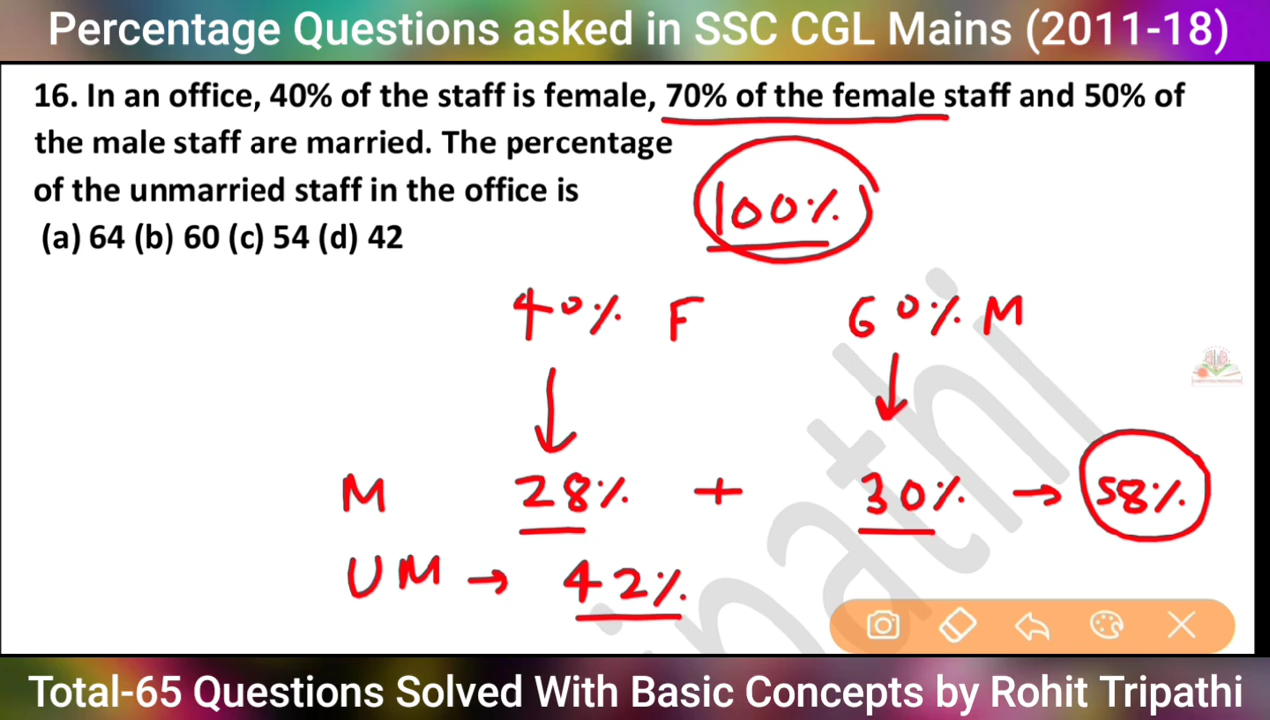 Percentage Questions asked in SSC CGL Mains (2011-18)
16. In an office, 40% of the staff is female, 70% of the female staff and 50% of
the male staff are married. The percentage
of the unmarried staff in the office is
(a) 64 (b) 60 (c) 54 (d) 42
100%
40% F 60% M
M 28% + 30% → 58%
UM → 42%
Total-65 Questions Solved With Basic Concepts by Rohit Tripathi